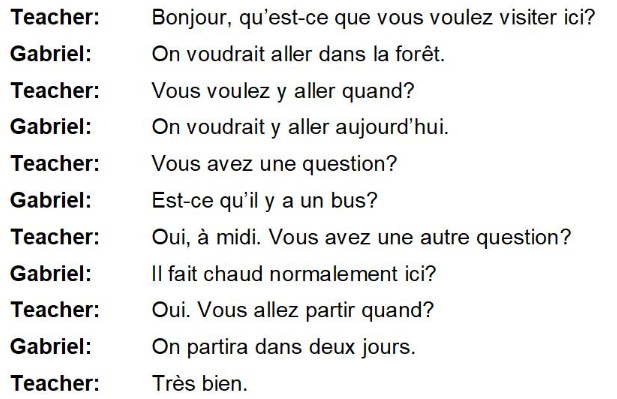 Teacher: Bonjour, qu’est-ce que vous voulez visiter ici?
Gabriel: On voudrait aller dans la forêt.
Teacher: Vous voulez y aller quand?
Gabriel: On voudrait y aller aujourd’hui.
Teacher: Vous avez une question?
Gabriel: Est-ce qu’il y a un bus?
Teacher: Oui, à midi. Vous avez une autre question?
Gabriel: Il fait chaud normalement ici?
Teacher: Oui. Vous allez partir quand?
Gabriel: On partira dans deux jours.
Teacher: Très bien.